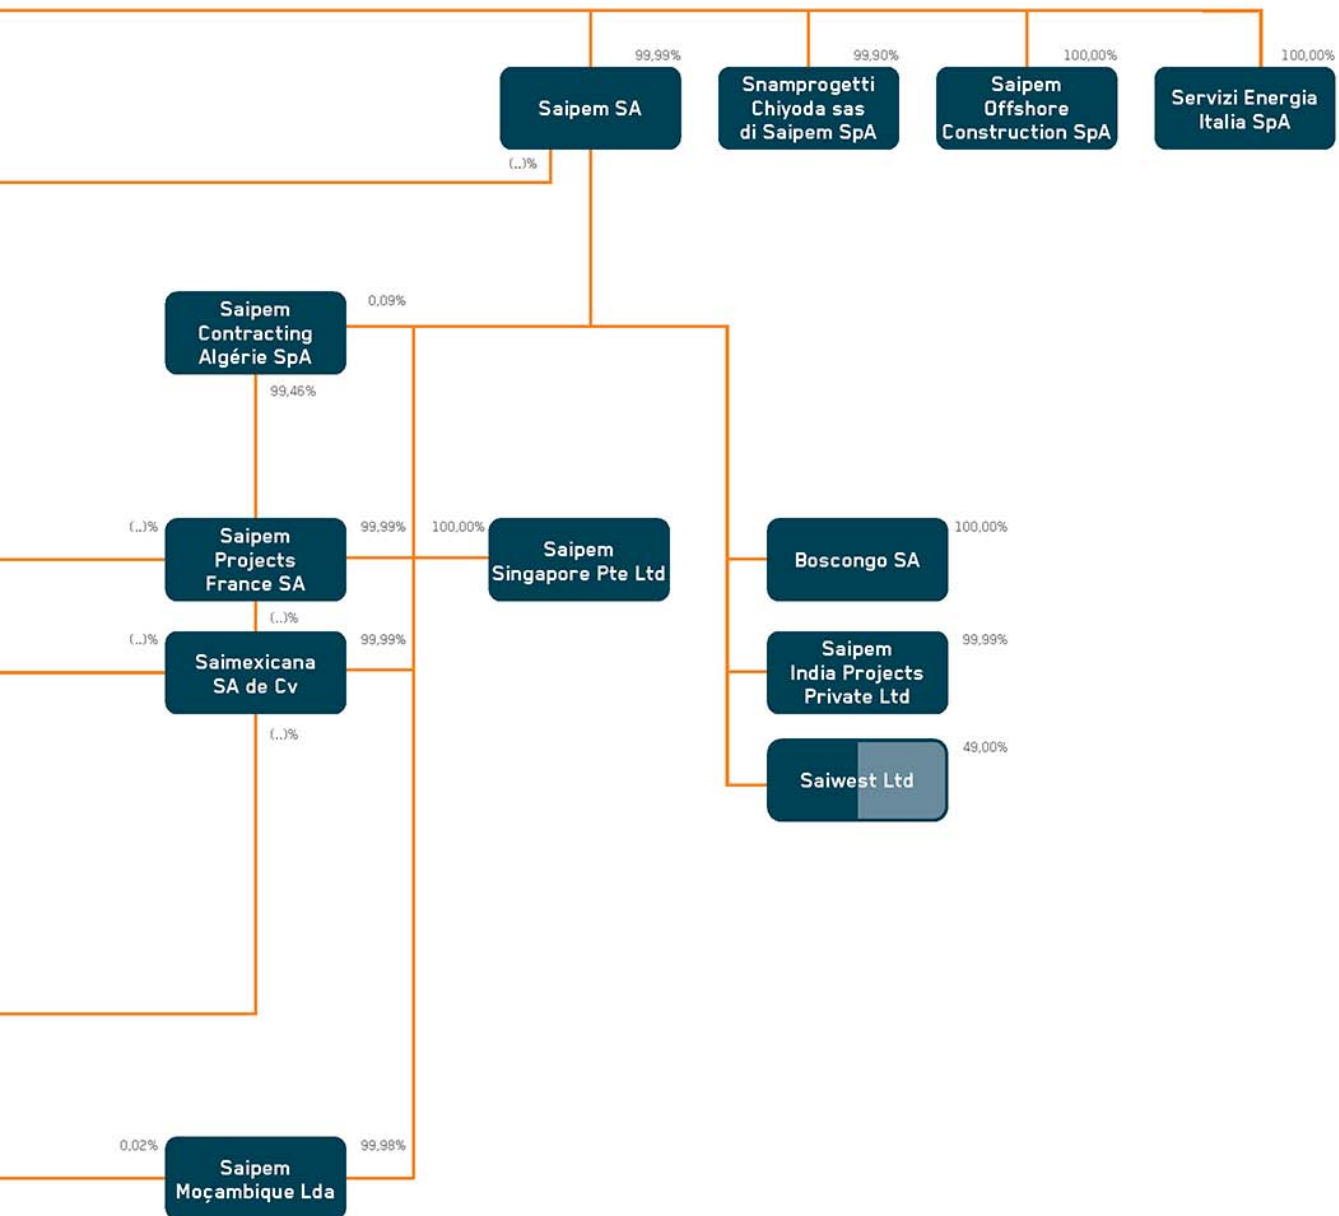 99,99%
99,90%
100,00%
100,00%
Saipem SA
Snamprogetti
Chiyoda sas
di Saipem SpA
Saipem
Offshore
Construction SpA
Servizi Energia
Italia SpA
(..)%
Saipem
Contracting
Algérie SpA
0,09%
99,46%
(..)%
Saipem
Projects
France SA
99,99%
100,00%
Saipem
Singapore Pte Ltd
Boscongo SA
100,00%
(..)%
(..)%
Saimexicana
SA de Cv
99,99%
Saipem
India Projects
Private Ltd
99,99%
(..)%
Saiwest Ltd
49,00%
0,02%
Saipem
Moçambique Lda
99,98%